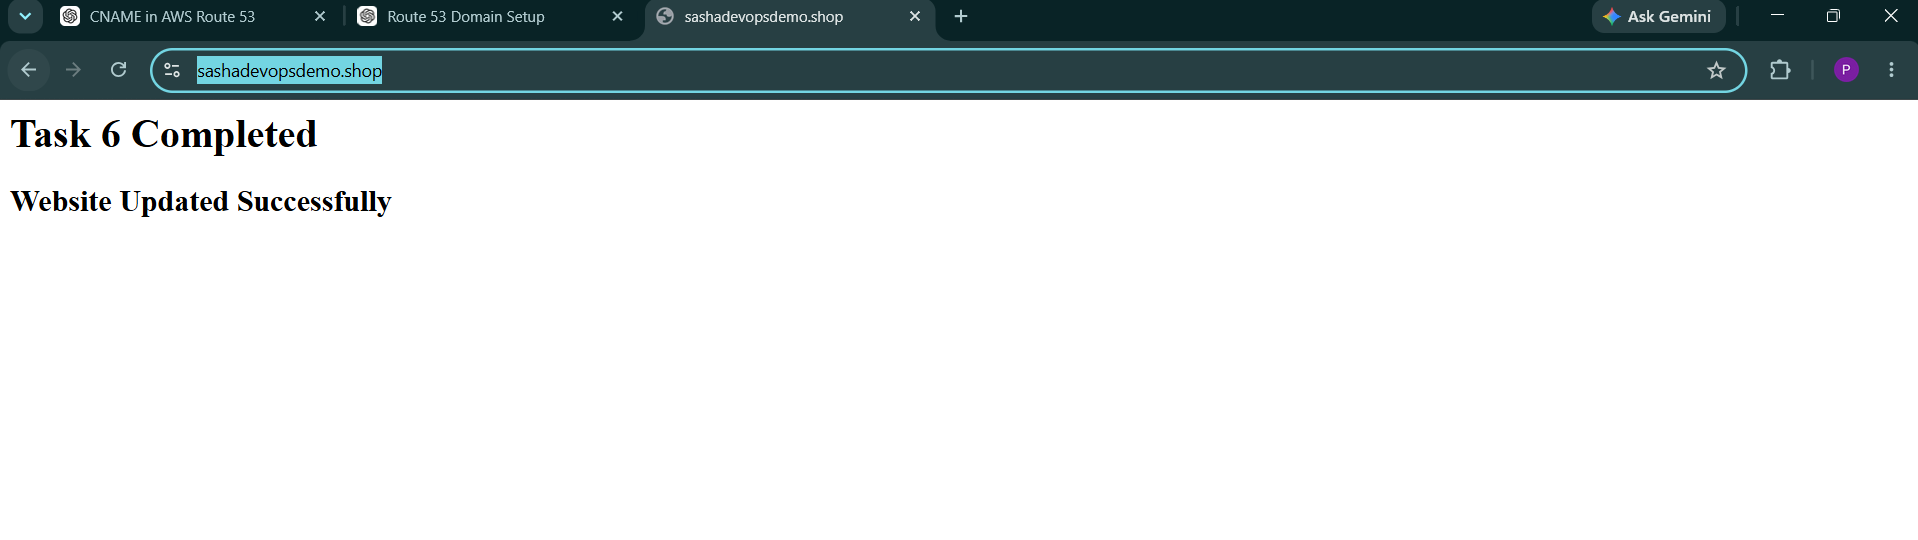 CNAME in AWS Route 53
Route 53 Domain Setup
sashadevopsdemo.shop
Ask Gemini
sashadevopsdemo.shop
P
Task 6 Completed
Website Updated Successfully